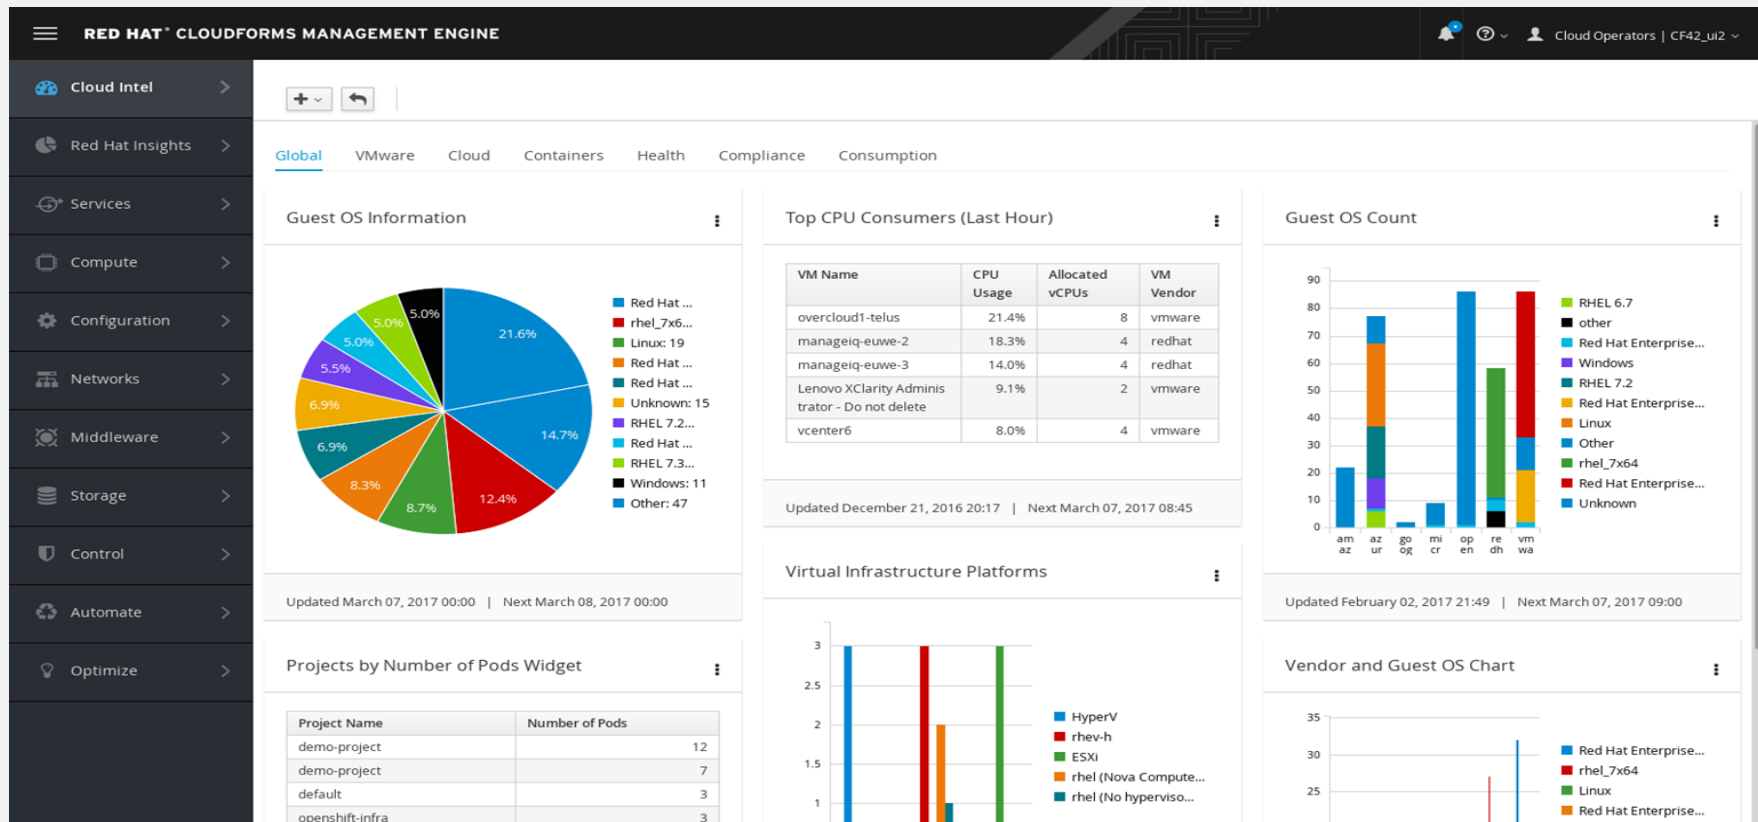 RED HAT® CLOUDFORMS MANAGEMENT ENGINE
Cloud Operators | CF42_ui2
Cloud Intel
Red Hat Insights
Services
Compute
Configuration
Networks
Middleware
Storage
Control
Automate
Optimize
Global VMware Cloud Containers Health Compliance Consumption
Guest OS Information
21.6%
14.7%
12.4%
8.7%
8.3%
6.9%
6.9%
5.5%
5.0%
5.0%
5.0%
Red Hat ...
rhel_7x6...
Linux: 19
Red Hat ...
Red Hat ...
Unknown: 15
RHEL 7.2...
Red Hat ...
RHEL 7.3...
Windows: 11
Other: 47
Updated March 07, 2017 00:00 | Next March 08, 2017 00:00
Projects by Number of Pods Widget
Project Name Number of Pods
demo-project 12
demo-project 7
default 3
openshift-infra 3
Top CPU Consumers (Last Hour)
VM Name CPU Usage Allocated vCPUs VM Vendor
overcloud1-telus 21.4% 8 vmware
manageiq-euwe-2 18.3% 4 redhat
manageiq-euwe-3 14.0% 4 redhat
Lenovo XClarity Adminis 9.1% 2 vmware
trator - Do not delete
vcenter6 8.0% 4 vmware
Updated December 21, 2016 20:17 | Next March 07, 2017 08:45
Virtual Infrastructure Platforms
3
2.5
2
1.5
1
HyperV
rhev-h
ESXi
rhel (Nova Compute...
rhel (No hyperviso...
Guest OS Count
90
80
70
60
50
40
30
20
10
0
am az go mi op re vm
az ur og cr en dh wa
RHEL 6.7
other
Red Hat Enterprise...
Windows
RHEL 7.2
Red Hat Enterprise...
Linux
Other
rhel_7x64
Red Hat Enterprise...
Unknown
Updated February 02, 2017 21:49 | Next March 07, 2017 09:00
Vendor and Guest OS Chart
35
30
25
Red Hat Enterprise...
rhel_7x64
Linux
Red Hat Enterprise...